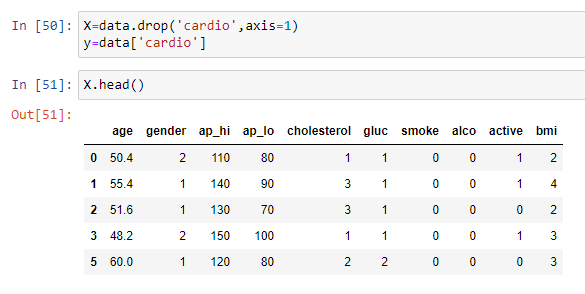 In [50]: X=data.drop('cardio',axis=1)
y=data['cardio']
In [51]: X.head()
Out[51]:
age gender ap_hi ap_lo cholesterol gluc smoke alco active bmi
0 50.4 2 110 80 1 1 0 0 1 2
1 55.4 1 140 90 3 1 0 0 1 4
2 51.6 1 130 70 3 1 0 0 0 2
3 48.2 2 150 100 1 1 0 0 1 3
5 60.0 1 120 80 2 2 0 0 0 3